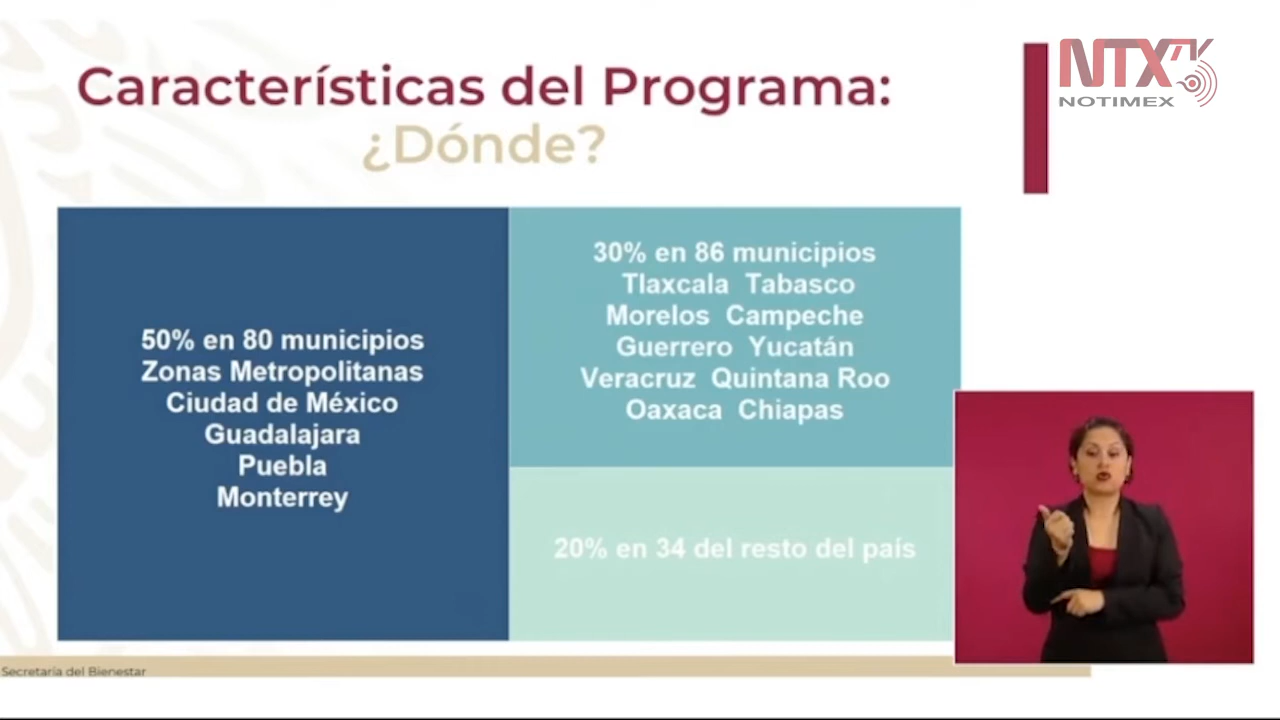 Características del Programa:
¿Dónde?
NTX TV
NOTIMEX
50% en 80 municipios
Zonas Metropolitanas
Ciudad de México
Guadalajara
Puebla
Monterrey
30% en 86 municipios
Tlaxcala Tabasco
Morelos Campeche
Guerrero Yucatán
Veracruz Quintana Roo
Oaxaca Chiapas
20% en 34 del resto del país
Secretaría del Bienestar